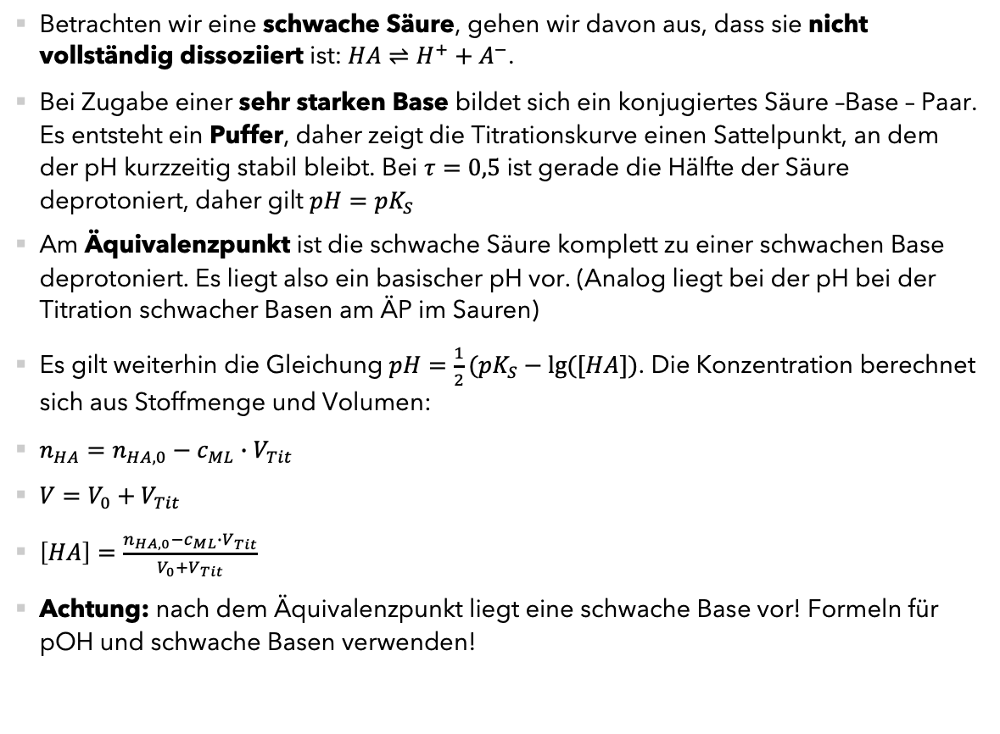 ▪ Betrachten wir eine schwache Säure, gehen wir davon aus, dass sie nicht
vollständig dissoziiert ist: HA ⇌ H⁺ + A⁻.
▪ Bei Zugabe einer sehr starken Base bildet sich ein konjugiertes Säure –Base – Paar.
Es entsteht ein Puffer, daher zeigt die Titrationskurve einen Sattelpunkt, an dem
der pH kurzzeitig stabil bleibt. Bei τ = 0,5 ist gerade die Hälfte der Säure
deprotoniert, daher gilt pH = pK_S
▪ Am Äquivalenzpunkt ist die schwache Säure komplett zu einer schwachen Base
deprotoniert. Es liegt also ein basischer pH vor. (Analog liegt bei der pH bei der
Titration schwacher Basen am ÄP im Sauren)
▪ Es gilt weiterhin die Gleichung pH = 1/2 (pK_S − lg([HA]). Die Konzentration berechnet
sich aus Stoffmenge und Volumen:
▪ n_HA = n_HA,0 − c_ML · V_Tit
▪ V = V_0 + V_Tit
▪ [HA] = (n_HA,0−c_ML·V_Tit)/(V_0+V_Tit)
▪ Achtung: nach dem Äquivalenzpunkt liegt eine schwache Base vor! Formeln für
pOH und schwache Basen verwenden!